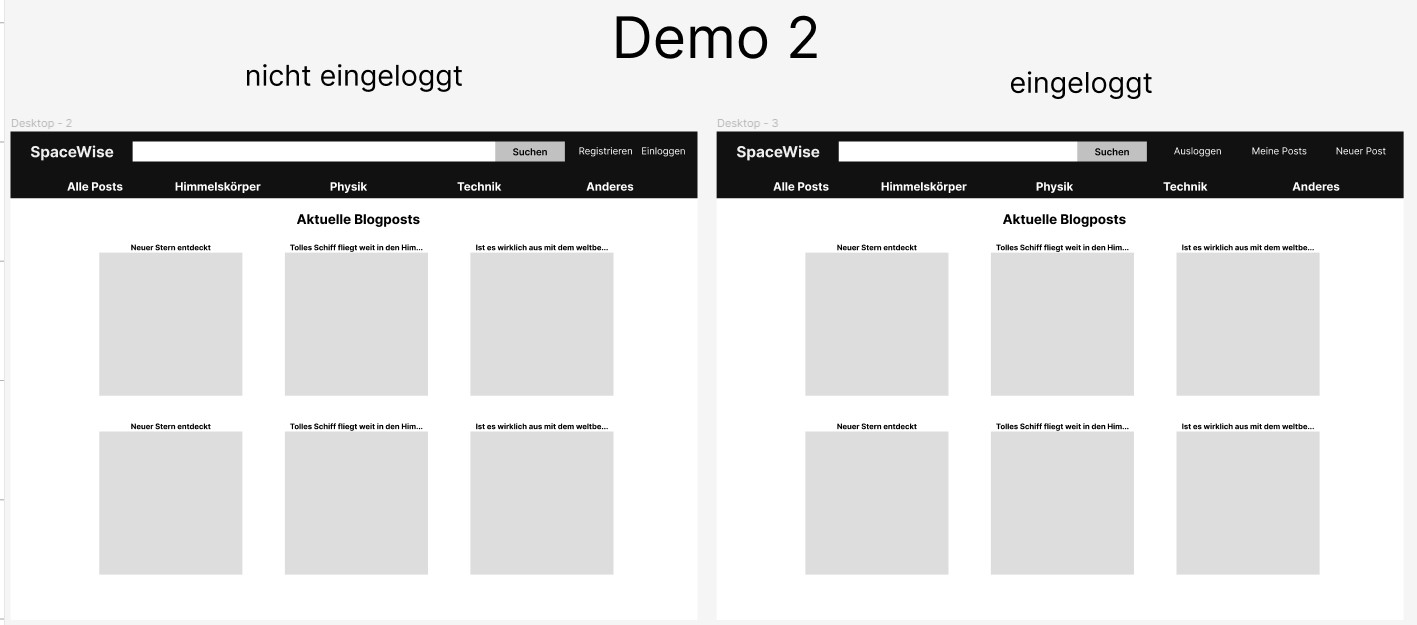 Demo 2
nicht eingeloggt
eingeloggt
Desktop - 2
SpaceWise Suchen Registrieren Einloggen
Alle Posts Himmelskörper Physik Technik Anderes
Aktuelle Blogposts
Neuer Stern entdeckt Tolles Schiff fliegt weit in den Him... Ist es wirklich aus mit dem weltbe...
Neuer Stern entdeckt Tolles Schiff fliegt weit in den Him... Ist es wirklich aus mit dem weltbe...
Desktop - 3
SpaceWise Suchen Ausloggen Meine Posts Neuer Post
Alle Posts Himmelskörper Physik Technik Anderes
Aktuelle Blogposts
Neuer Stern entdeckt Tolles Schiff fliegt weit in den Him... Ist es wirklich aus mit dem weltbe...
Neuer Stern entdeckt Tolles Schiff fliegt weit in den Him... Ist es wirklich aus mit dem weltbe...